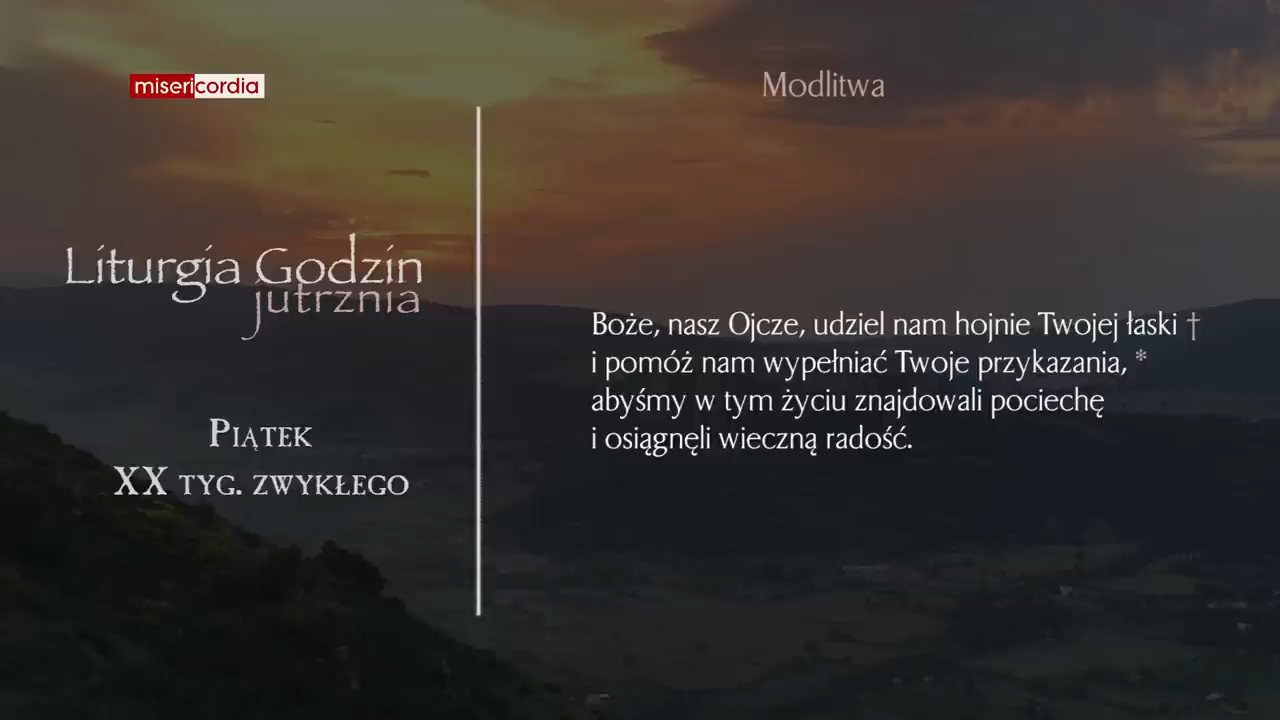 misericordia
Modlitwa
Liturgia Godzin
jutrznia
Piątek
XX tyg. zwykłego
Boże, nasz Ojcze, udziel nam hojnie Twojej łaski †
i pomóż nam wypełniać Twoje przykazania, *
abyśmy w tym życiu znajdowali pociechę
i osiągnęli wieczną radość.